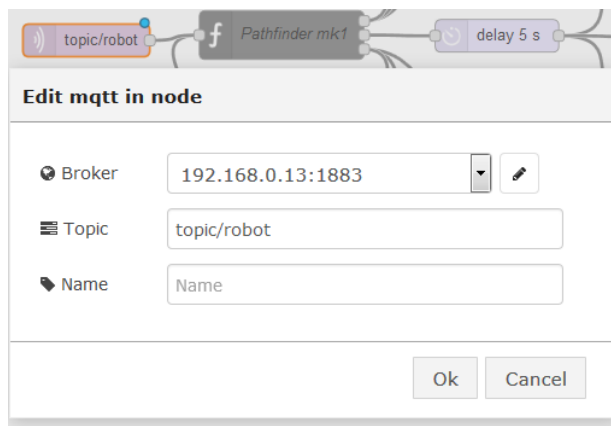 topic/robot
f
Pathfinder mk1
delay 5 s
Edit mqtt in node
Broker
192.168.0.13:1883
Topic
topic/robot
Name
Name
Ok
Cancel